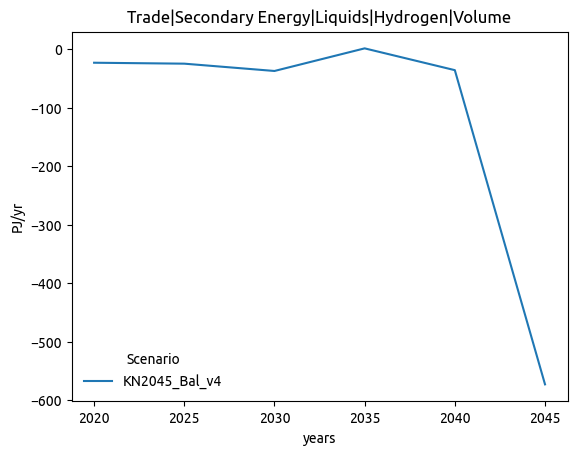 Trade|Secondary Energy|Liquids|Hydrogen|Volume
0
−100
−200
−300
−400
−500
−600
PJ/yr
Scenario
KN2045_Bal_v4
2020 2025 2030 2035 2040 2045
years